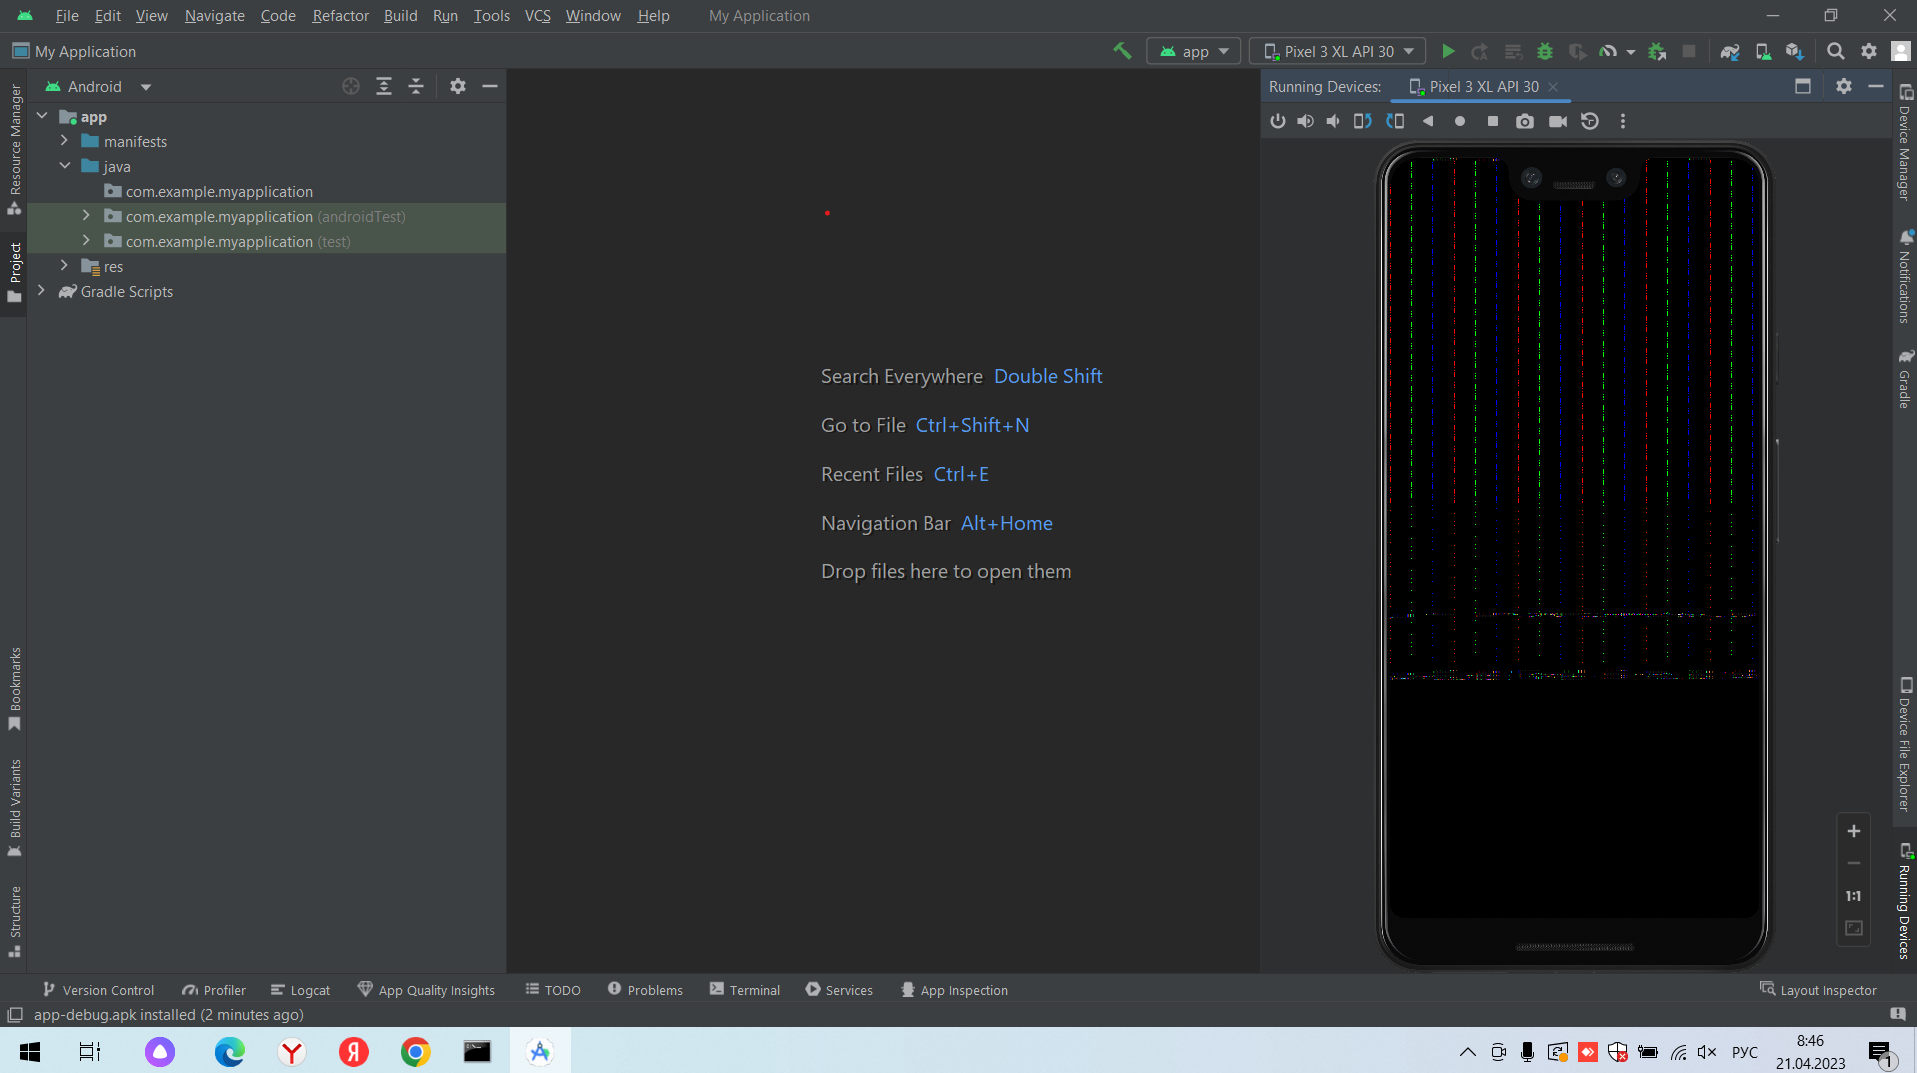 File Edit View Navigate Code Refactor Build Run Tools VCS Window Help My Application
My Application
app
Pixel 3 XL API 30
Resource Manager
Project
Bookmarks
Build Variants
Structure
Android
app
manifests
java
com.example.myapplication
com.example.myapplication (androidTest)
com.example.myapplication (test)
res
Gradle Scripts
Search Everywhere Double Shift
Go to File Ctrl+Shift+N
Recent Files Ctrl+E
Navigation Bar Alt+Home
Drop files here to open them
Running Devices: Pixel 3 XL API 30
1:1
Device Manager
Notifications
Gradle
Device File Explorer
Running Devices
Version Control Profiler Logcat App Quality Insights TODO Problems Terminal Services App Inspection Layout Inspector
app-debug.apk installed (2 minutes ago)
Y
Я
РУС
8:46
21.04.2023
1